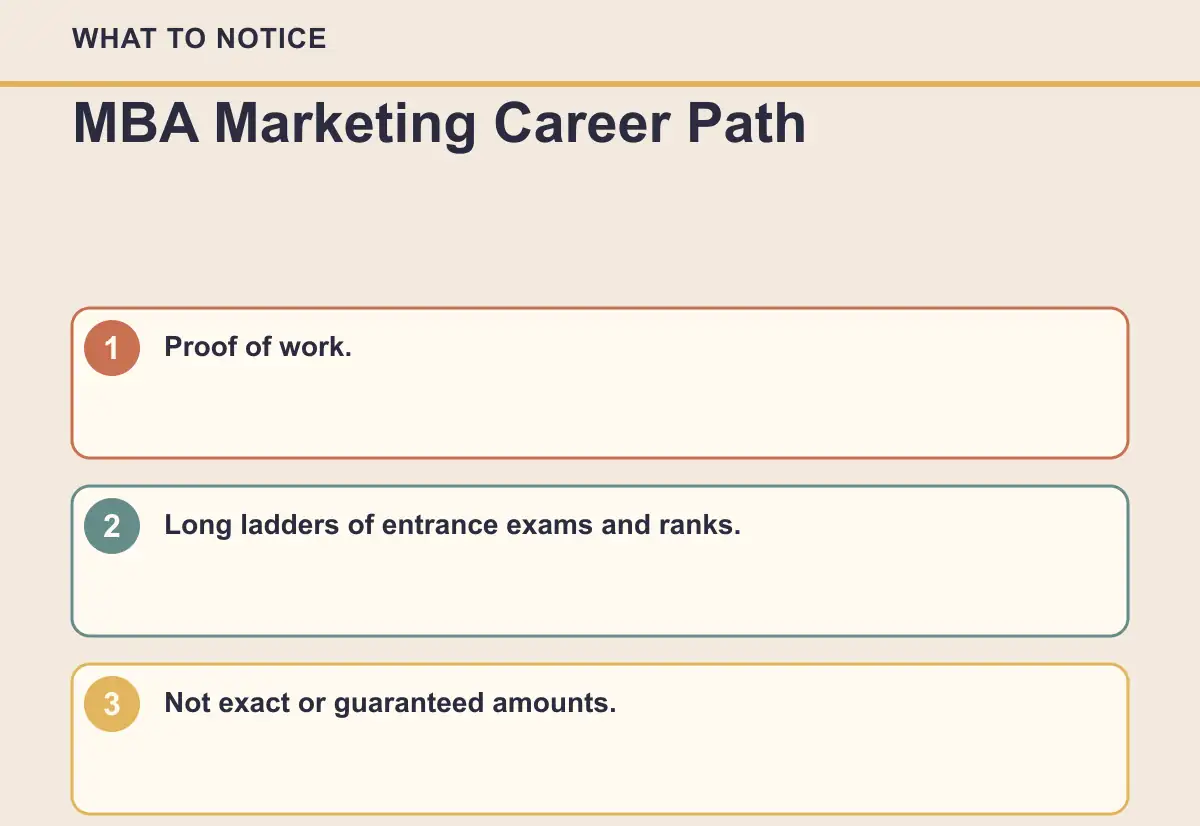 WHAT TO NOTICE
MBA Marketing Career Path
1 Proof of work.
2 Long ladders of entrance exams and ranks.
3 Not exact or guaranteed amounts.